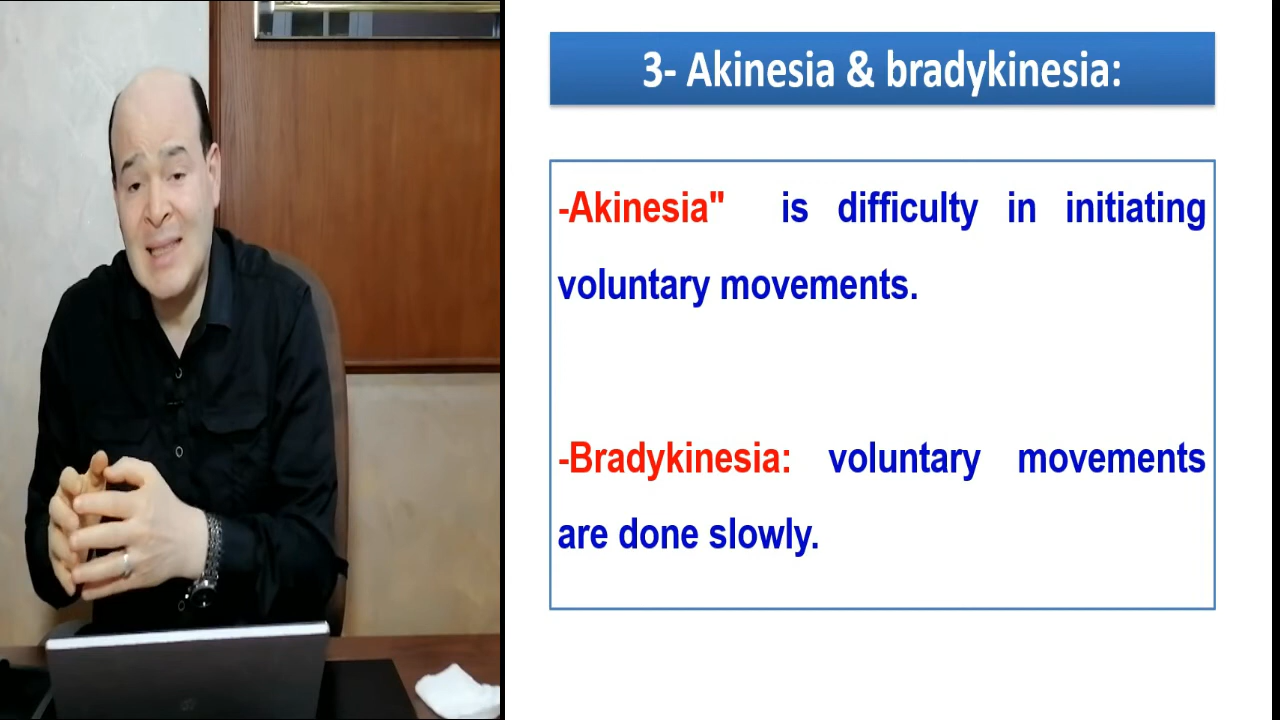 3- Akinesia & bradykinesia:
-Akinesia" is difficulty in initiating
voluntary movements.
-Bradykinesia: voluntary movements
are done slowly.